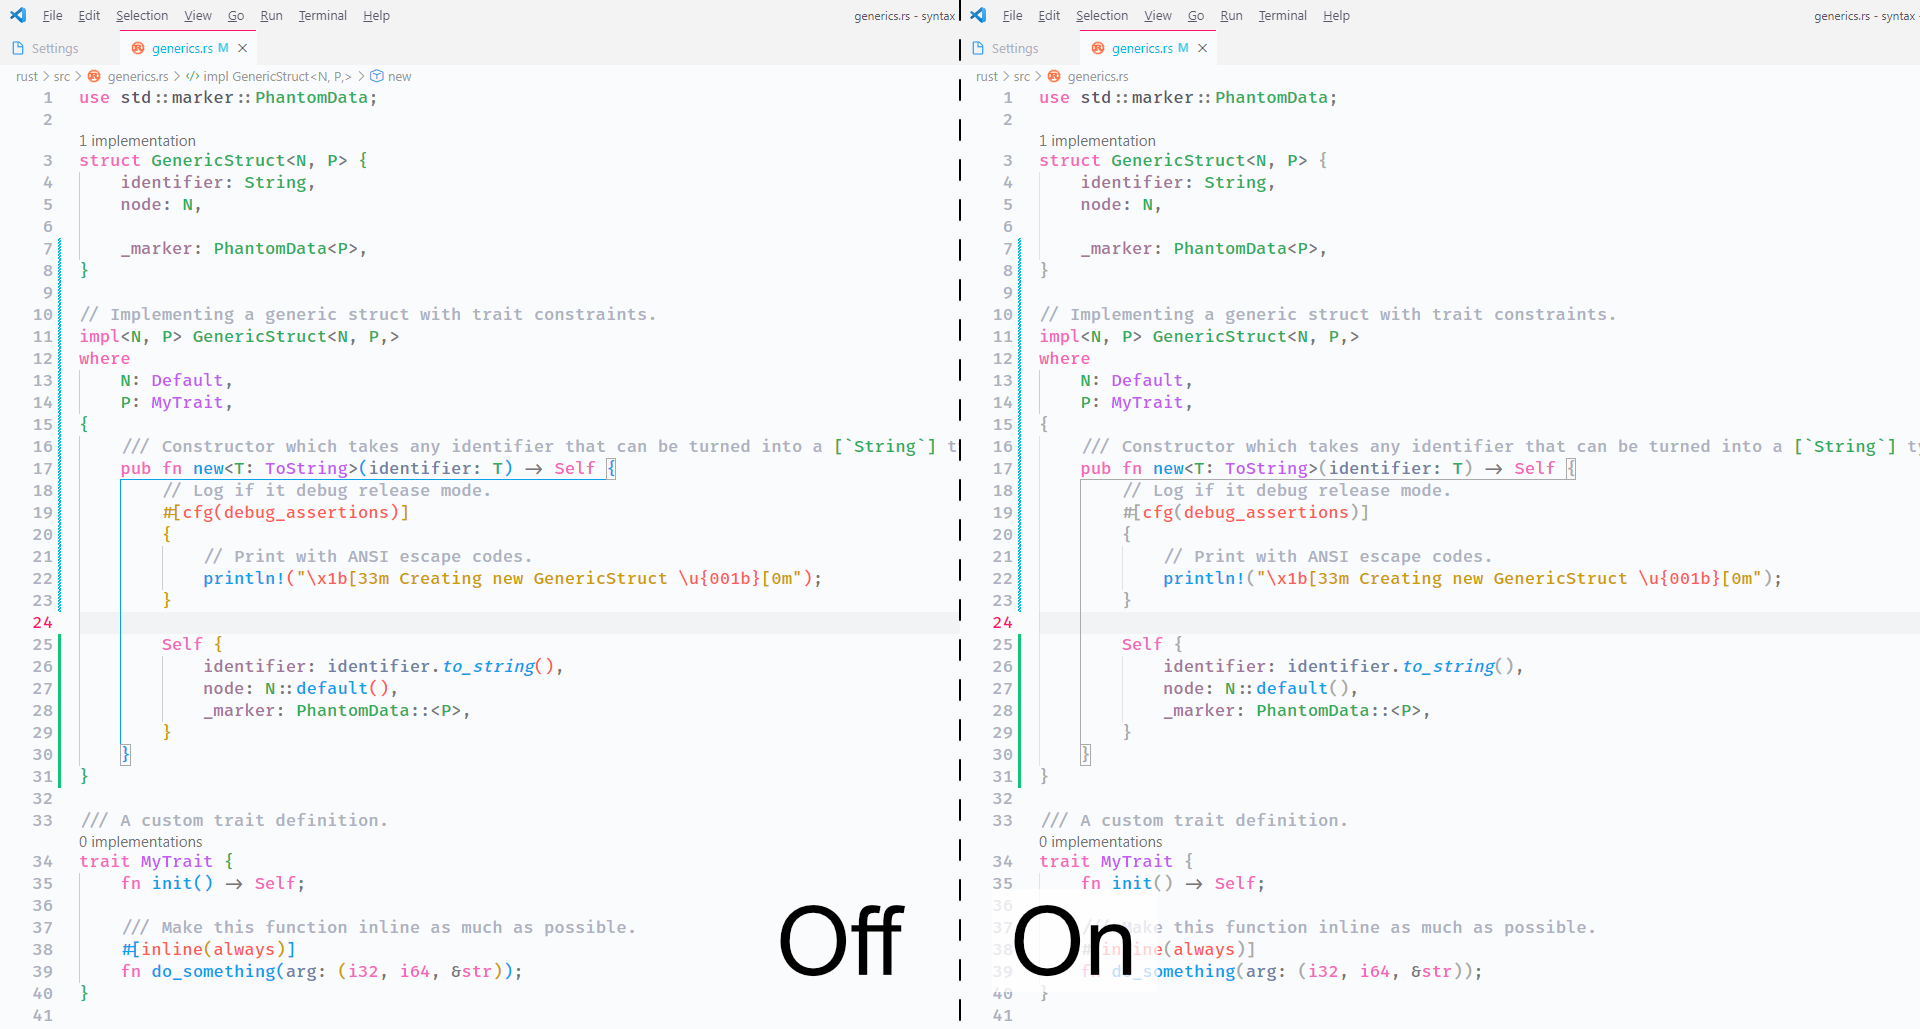 File Edit Selection View Go Run Terminal Help generics.rs - syntax
Settings generics.rs M
rust > src > generics.rs > impl GenericStruct<N, P,> > new
1 use std::marker::PhantomData;
2
1 implementation
3 struct GenericStruct<N, P> {
4 identifier: String,
5 node: N,
6
7 _marker: PhantomData<P>,
8 }
9
10 // Implementing a generic struct with trait constraints.
11 impl<N, P> GenericStruct<N, P,>
12 where
13 N: Default,
14 P: MyTrait,
15 {
16 /// Constructor which takes any identifier that can be turned into a [`String`] t
17 pub fn new<T: ToString>(identifier: T) -> Self {
18 // Log if it debug release mode.
19 #[cfg(debug_assertions)]
20 {
21 // Print with ANSI escape codes.
22 println!("\x1b[33m Creating new GenericStruct \u{001b}[0m");
23 }
24
25 Self {
26 identifier: identifier.to_string(),
27 node: N::default(),
28 _marker: PhantomData::<P>,
29 }
30 }
31 }
32
33 /// A custom trait definition.
0 implementations
34 trait MyTrait {
35 fn init() -> Self;
36
37 /// Make this function inline as much as possible.
38 #[inline(always)]
39 fn do_something(arg: (i32, i64, &str));
40 }
41
Off
File Edit Selection View Go Run Terminal Help generics.rs - syntax
Settings generics.rs M
rust > src > generics.rs
1 use std::marker::PhantomData;
2
1 implementation
3 struct GenericStruct<N, P> {
4 identifier: String,
5 node: N,
6
7 _marker: PhantomData<P>,
8 }
9
10 // Implementing a generic struct with trait constraints.
11 impl<N, P> GenericStruct<N, P,>
12 where
13 N: Default,
14 P: MyTrait,
15 {
16 /// Constructor which takes any identifier that can be turned into a [`String`] ty
17 pub fn new<T: ToString>(identifier: T) -> Self {
18 // Log if it debug release mode.
19 #[cfg(debug_assertions)]
20 {
21 // Print with ANSI escape codes.
22 println!("\x1b[33m Creating new GenericStruct \u{001b}[0m");
23 }
24
25 Self {
26 identifier: identifier.to_string(),
27 node: N::default(),
28 _marker: PhantomData::<P>,
29 }
30 }
31 }
32
33 /// A custom trait definition.
0 implementations
34 trait MyTrait {
35 fn init() -> Self;
36
37 /// Make this function inline as much as possible.
38 #[inline(always)]
39 fn do_something(arg: (i32, i64, &str));
40 }
41
On